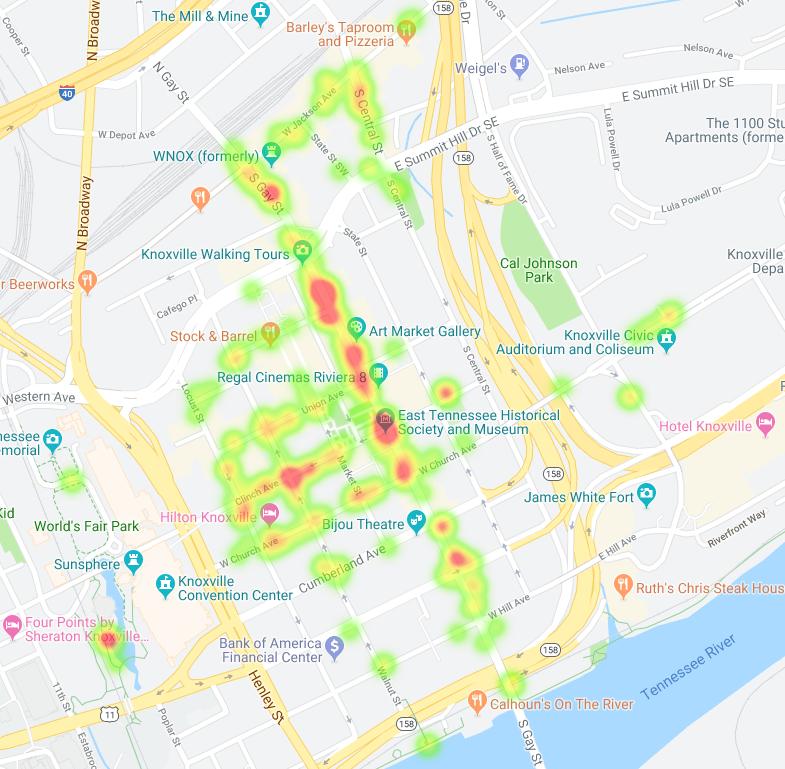 The Mill & Mine
N Broadway
Barley's Taproom
and Pizzeria
158
Weigel's
Nelson Ave
Nelson Ave
N Gay St
40
E Summit Hill Dr SE
W Jackson Ave
S Central St
Lula Powell Dr
The 1100 Stu
Apartments (forme
W Depot Ave
State St SW
E Summit Hill Dr SE
S Hall of Fame Dr
WNOX (formerly)
158
S Gay St
S Central St
Lula Powell Dr
N Broadway
State St
Knoxville Walking Tours
Cal Johnson
Park
Knoxville
Depa
r Beerworks
Cafego Pl
Stock & Barrel
Art Market Gallery
Knoxville Civic
Auditorium and Coliseum
S Central St
Regal Cinemas Riviera 8
Western Ave
Locust St
Union Ave
East Tennessee Historical
Society and Museum
Hotel Knoxville
nessee
emorial
Market St
W Church Ave
158
Clinch Ave
James White Fort
Kid
World's Fair Park
Hilton Knoxville
Bijou Theatre
Riverfront Way
W Church Ave
E Hill Ave
Sunsphere
Cumberland Ave
Knoxville
Convention Center
Ruth's Chris Steak Hous
W Hill Ave
Four Points by
Sheraton Knoxville...
Bank of America
Financial Center
158
Tennessee River
11th St
Henley St
Walnut St
Calhoun's On The River
11
Poplar St
158
S Gay St